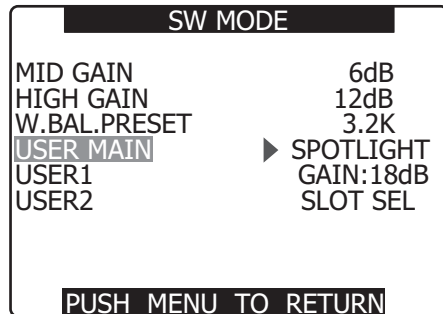 SW MODE
MID GAIN 6dB
HIGH GAIN 12dB
W.BAL.PRESET 3.2K
USER MAIN SPOTLIGHT
USER1 GAIN:18dB
USER2 SLOT SEL
PUSH MENU TO RETURN